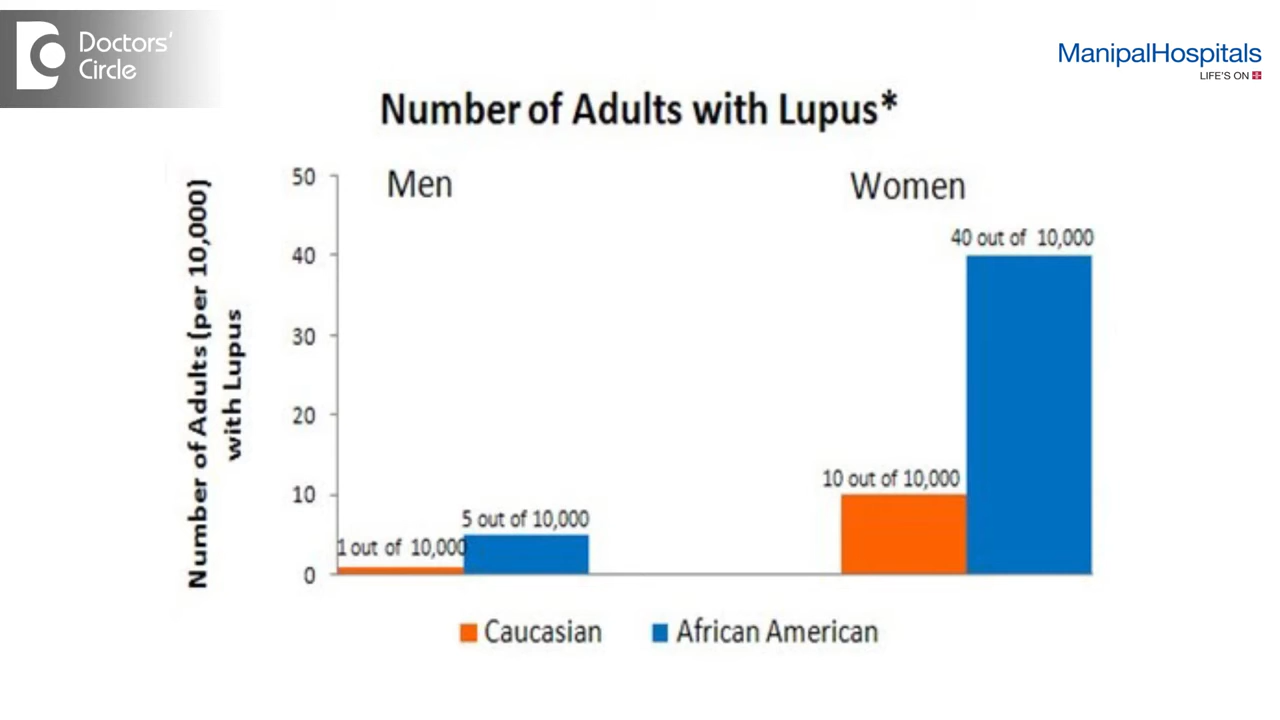 Doctors'
Circle
ManipalHospitals
LIFE'S ON
Number of Adults with Lupus*
Number of Adults (per 10,000)
with Lupus
50
40
30
20
10
0
Men
Women
1 out of 10,000
5 out of 10,000
10 out of 10,000
40 out of 10,000
Caucasian
African American